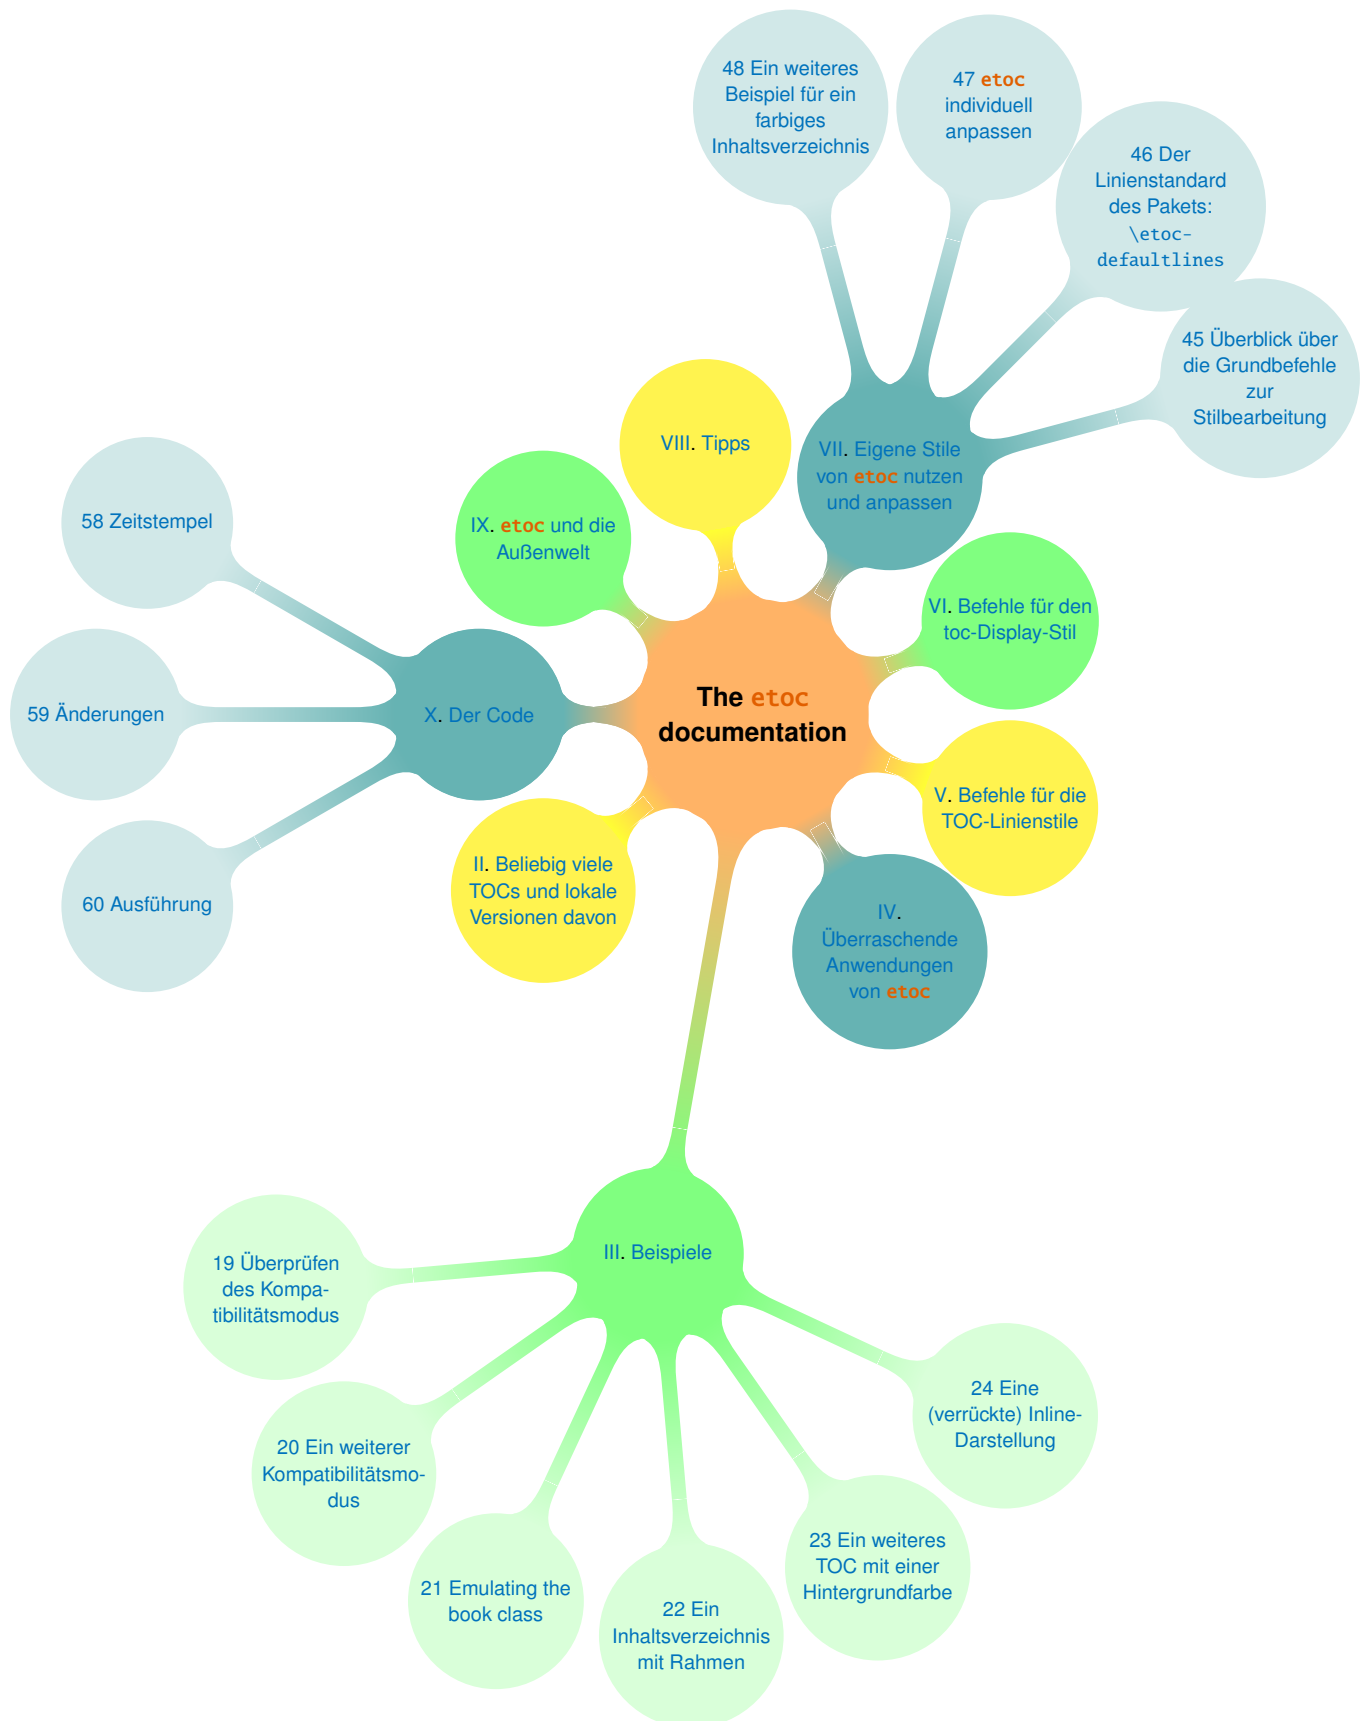 48 Ein weiteres
Beispiel für ein
farbiges
Inhaltsverzeichnis
47 etoc
individuell
anpassen
46 Der
Linienstandard
des Pakets:
\etoc-
defaultlines
45 Überblick über
die Grundbefehle
zur
Stilbearbeitung
VIII. Tipps
VII. Eigene Stile
von etoc nutzen
und anpassen
IX. etoc und die
Außenwelt
58 Zeitstempel
VI. Befehle für den
toc-Display-Stil
The etoc
documentation
X. Der Code
59 Änderungen
V. Befehle für die
TOC-Linienstile
II. Beliebig viele
TOCs und lokale
Versionen davon
60 Ausführung
IV.
Überraschende
Anwendungen
von etoc
III. Beispiele
19 Überprüfen
des Kompa-
tibilitätsmodus
20 Ein weiterer
Kompatibilitätsmo-
dus
21 Emulating the
book class
22 Ein
Inhaltsverzeichnis
mit Rahmen
23 Ein weiteres
TOC mit einer
Hintergrundfarbe
24 Eine
(verrückte) Inline-
Darstellung